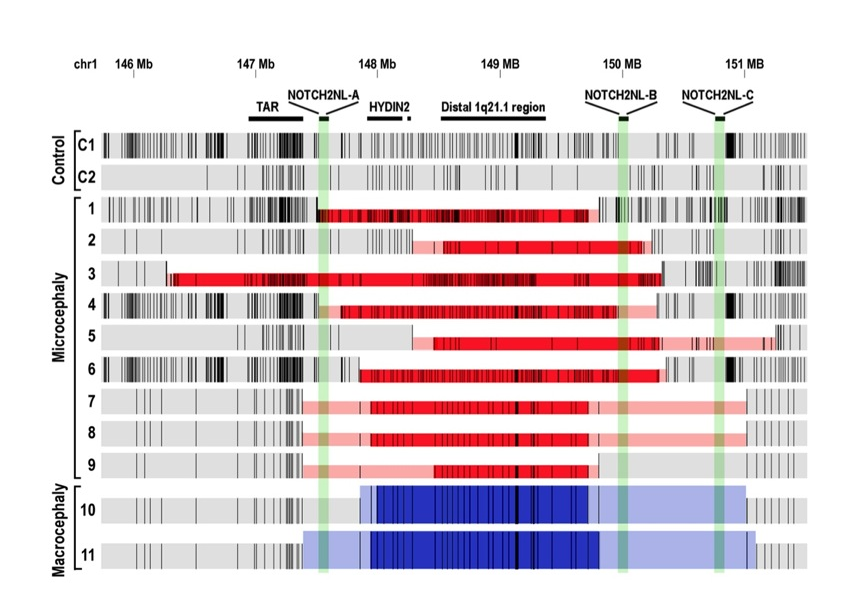 chr1 146 Mb 147 Mb 148 Mb 149 MB 150 MB 151 MB
NOTCH2NL-A NOTCH2NL-B NOTCH2NL-C
TAR HYDIN2 Distal 1q21.1 region
Control
C1
C2
Microcephaly
1
2
3
4
5
6
7
8
9
Macrocephaly
10
11